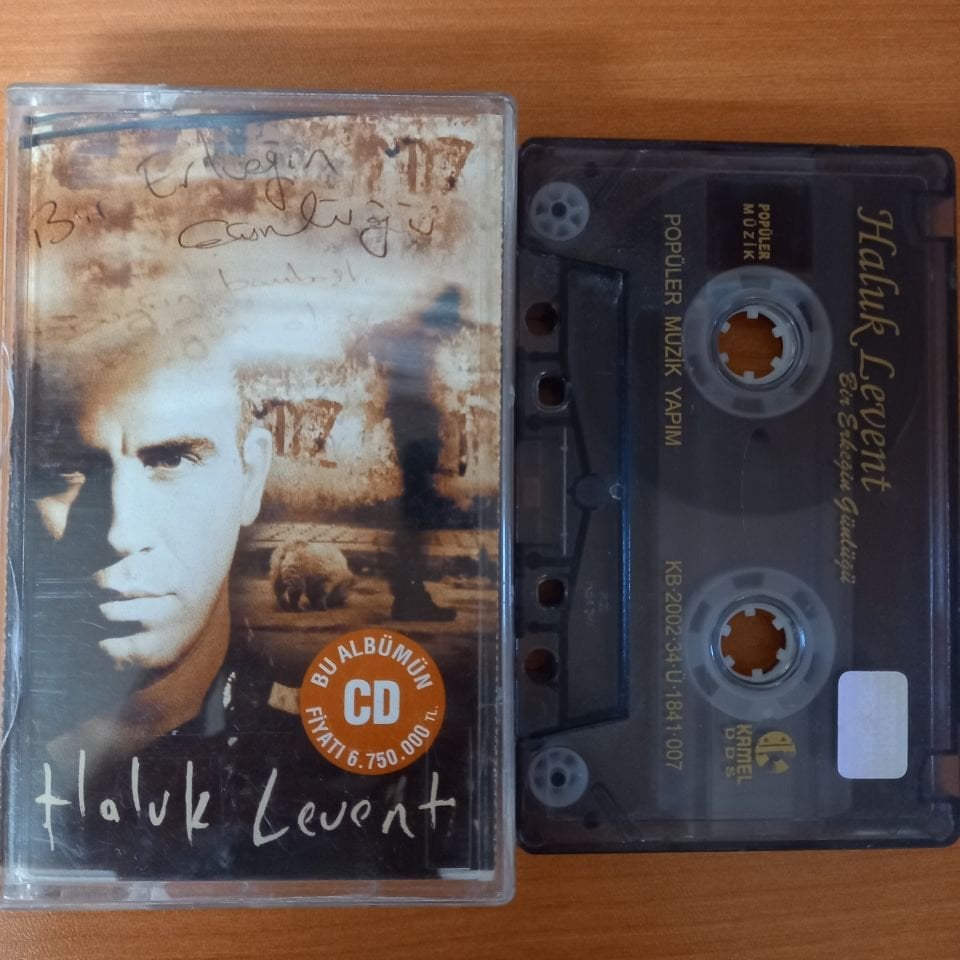 Bir Erkeğin
Günlüğü
BU ALBÜMÜN
CD
FİYATI 6.750.000 TL.
Haluk Levent
POPÜLER
MÜZİK
POPÜLER MÜZİK YAPIM
Haluk Levent
Bir Erkeğin Günlüğü
KB·2002·34·Ü·1841·007
KAMEL
DDS